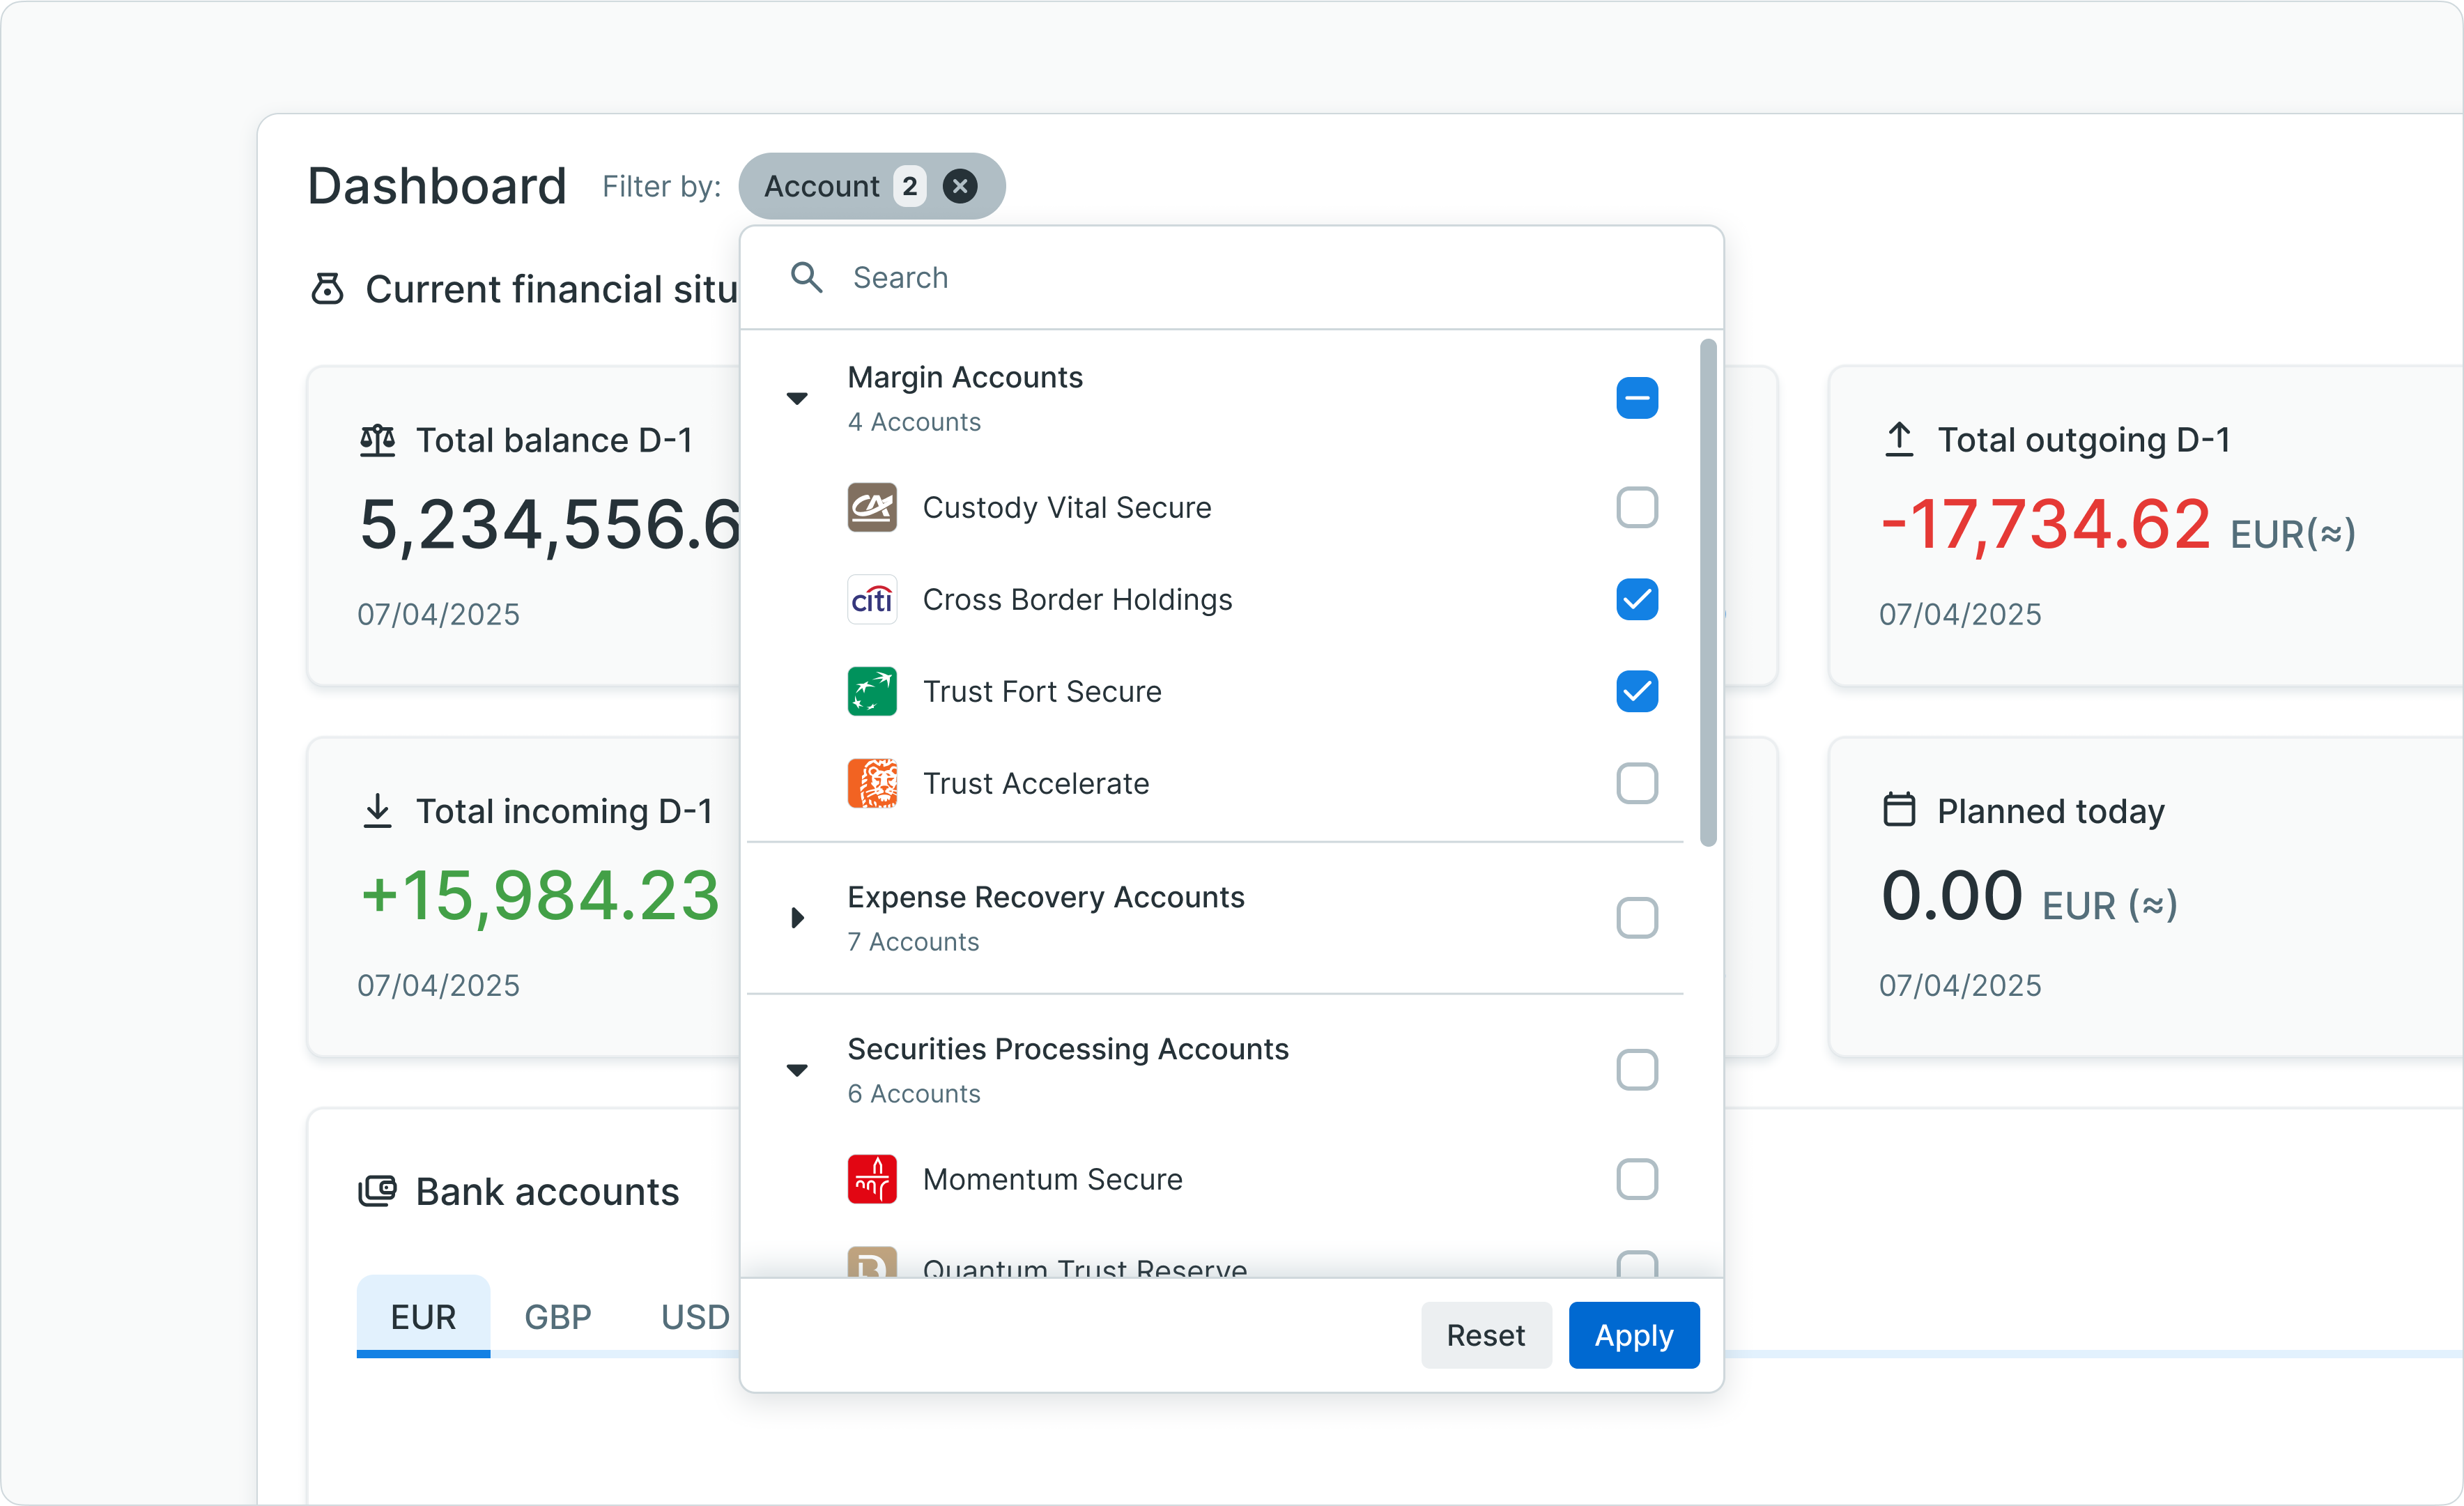 Dashboard Filter by: Account 2
Search
Current financial situ
Margin Accounts
4 Accounts
Custody Vital Secure
citi Cross Border Holdings
Trust Fort Secure
Trust Accelerate
Expense Recovery Accounts
7 Accounts
Securities Processing Accounts
6 Accounts
Momentum Secure
Quantum Trust Reserve
Reset Apply
Total balance D-1
5,234,556.6
07/04/2025
Total outgoing D-1
-17,734.62 EUR(≈)
07/04/2025
Total incoming D-1
+15,984.23
07/04/2025
Planned today
0.00 EUR (≈)
07/04/2025
Bank accounts
EUR GBP USD